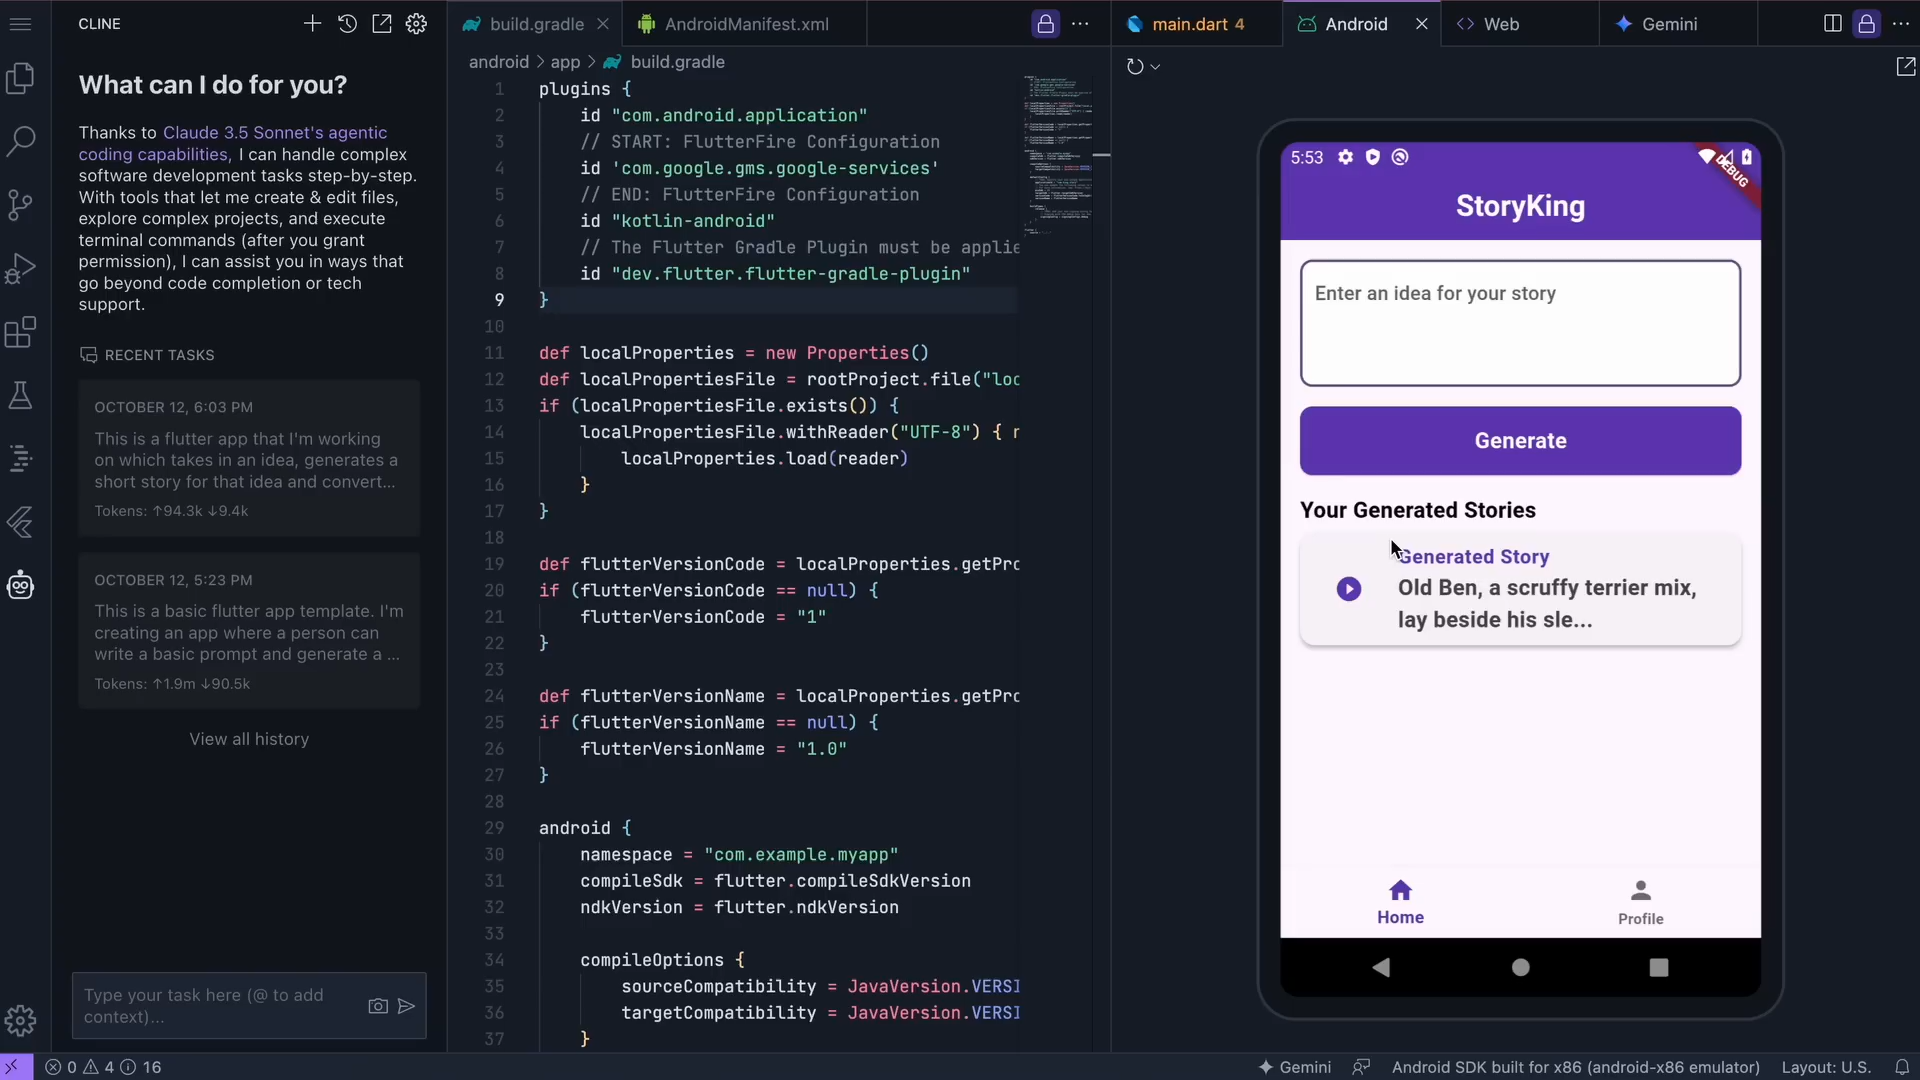 CLINE
What can I do for you?
Thanks to Claude 3.5 Sonnet's agentic
coding capabilities, I can handle complex
software development tasks step-by-step.
With tools that let me create & edit files,
explore complex projects, and execute
terminal commands (after you grant
permission), I can assist you in ways that
go beyond code completion or tech
support.
RECENT TASKS
OCTOBER 12, 6:03 PM
This is a flutter app that I'm working
on which takes in an idea, generates a
short story for that idea and convert...
Tokens: ↑94.3k ↓9.4k
OCTOBER 12, 5:23 PM
This is a basic flutter app template. I'm
creating an app where a person can
write a basic prompt and generate a ...
Tokens: ↑1.9m ↓90.5k
View all history
Type your task here (@ to add
context)...
build.gradle
AndroidManifest.xml
android > app > build.gradle
1 plugins {
2 id "com.android.application"
3 // START: FlutterFire Configuration
4 id 'com.google.gms.google-services'
5 // END: FlutterFire Configuration
6 id "kotlin-android"
7 // The Flutter Gradle Plugin must be applie
8 id "dev.flutter.flutter-gradle-plugin"
9 }
10
11 def localProperties = new Properties()
12 def localPropertiesFile = rootProject.file("loc
13 if (localPropertiesFile.exists()) {
14 localPropertiesFile.withReader("UTF-8") { r
15 localProperties.load(reader)
16 }
17 }
18
19 def flutterVersionCode = localProperties.getPro
20 if (flutterVersionCode == null) {
21 flutterVersionCode = "1"
22 }
23
24 def flutterVersionName = localProperties.getPro
25 if (flutterVersionName == null) {
26 flutterVersionName = "1.0"
27 }
28
29 android {
30 namespace = "com.example.myapp"
31 compileSdk = flutter.compileSdkVersion
32 ndkVersion = flutter.ndkVersion
33
34 compileOptions {
35 sourceCompatibility = JavaVersion.VERSI
36 targetCompatibility = JavaVersion.VERSI
37 }
main.dart 4
Android
Web
Gemini
5:53
DEBUG
StoryKing
Enter an idea for your story
Generate
Your Generated Stories
Generated Story
Old Ben, a scruffy terrier mix,
lay beside his sle...
Home
Profile
0 4 16
Gemini
Android SDK built for x86 (android-x86 emulator)
Layout: U.S.